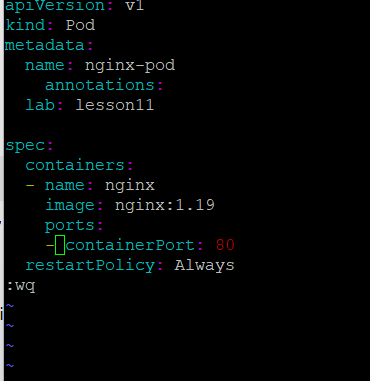 apiVersion: v1
kind: Pod
metadata:
  name: nginx-pod
    annotations:
  lab: lesson11

spec:
  containers:
  - name: nginx
    image: nginx:1.19
    ports:
    - containerPort: 80
  restartPolicy: Always
:wq
~
~
~
~